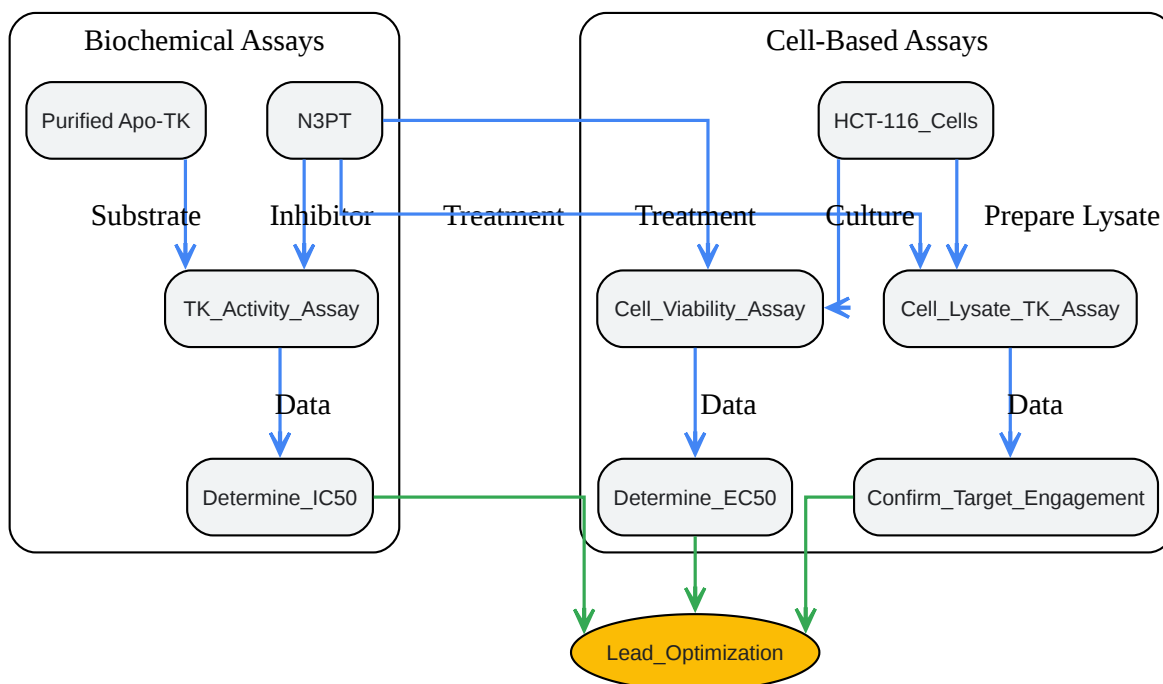 Biochemical Assays
Cell-Based Assays
Purified Apo-TK
N3PT
HCT-116_Cells
Substrate
Inhibitor
Treatment
Treatment
Culture
Prepare Lysate
TK_Activity_Assay
Cell_Viability_Assay
Cell_Lysate_TK_Assay
Data
Data
Data
Determine_IC50
Determine_EC50
Confirm_Target_Engagement
Lead_Optimization